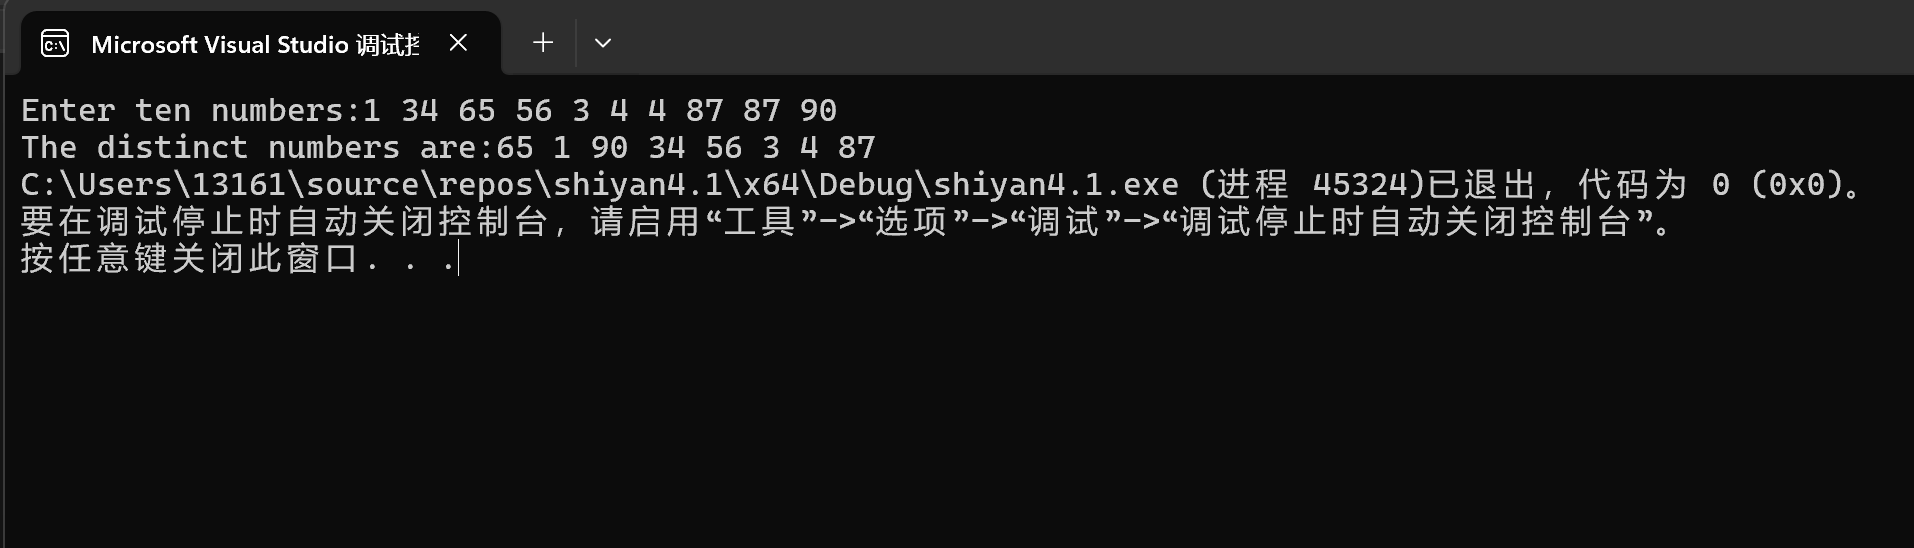 Microsoft Visual Studio 调试控
Enter ten numbers:1 34 65 56 3 4 4 87 87 90
The distinct numbers are:65 1 90 34 56 3 4 87
C:\Users\13161\source\repos\shiyan4.1\x64\Debug\shiyan4.1.exe (进程 45324)已退出，代码为 0 (0x0)。
要在调试停止时自动关闭控制台，请启用“工具”->“选项”->“调试”->“调试停止时自动关闭控制台”。
按任意键关闭此窗口. . .